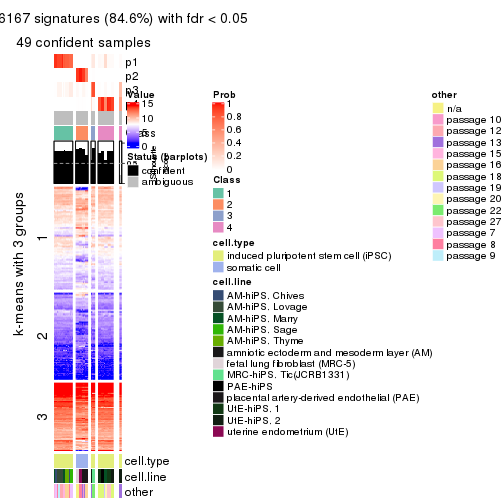 6167 signatures (84.6%) with fdr < 0.05
49 confident samples
p1
p2
p3
Value
15
10
5
0
Status (barplots)
confident
ambiguous
k-means with 3 groups
1
2
3
cell.type
cell.line
other
Prob
1
0.8
0.6
0.4
0.2
0
Class
1
2
3
4
cell.type
induced pluripotent stem cell (iPSC)
somatic cell
cell.line
AM-hiPS. Chives
AM-hiPS. Lovage
AM-hiPS. Marry
AM-hiPS. Sage
AM-hiPS. Thyme
amniotic ectoderm and mesoderm layer (AM)
fetal lung fibroblast (MRC-5)
MRC-hiPS. Tic(JCRB1331)
PAE-hiPS
placental artery-derived endothelial (PAE)
UtE-hiPS. 1
UtE-hiPS. 2
uterine endometrium (UtE)
other
n/a
passage 10
passage 12
passage 13
passage 15
passage 16
passage 18
passage 19
passage 20
passage 22
passage 27
passage 7
passage 8
passage 9